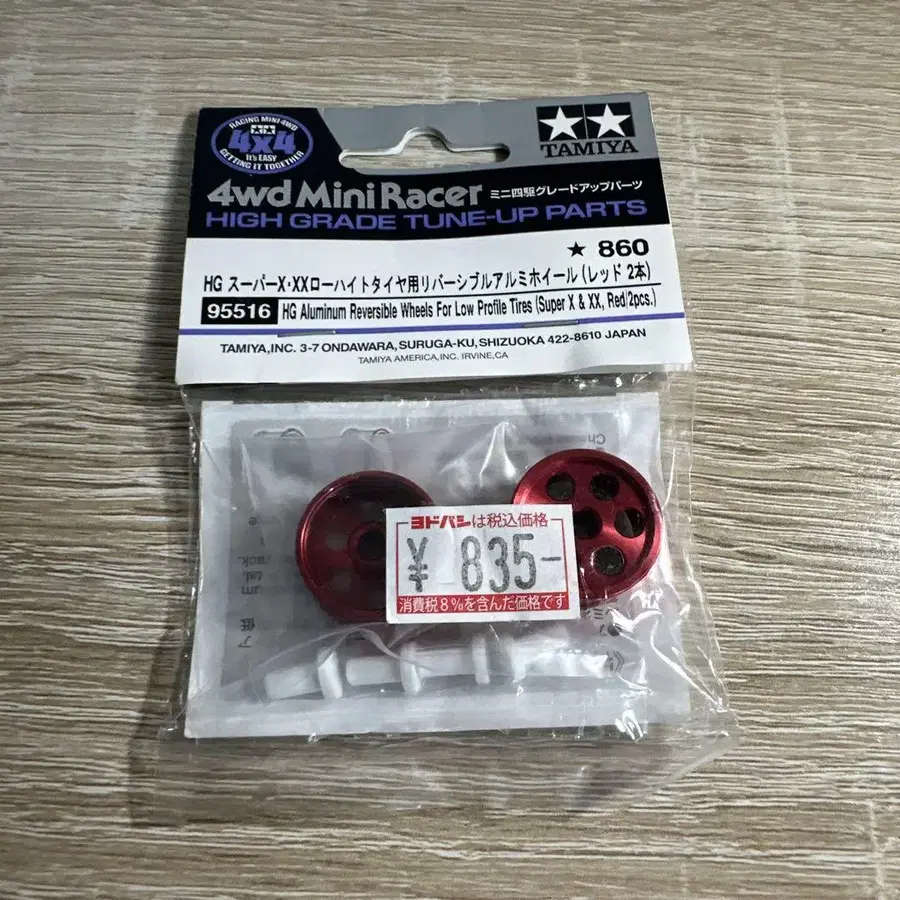 RACING MINI 4WD
4x4
It's EASY
GETTING IT TOGETHER
TAMIYA
4wd Mini Racer ミニ四駆グレードアップパーツ
HIGH GRADE TUNE-UP PARTS
★ 860
HG スーパーX・XXローハイトタイヤ用リバーシブルアルミホイール (レッド 2本)
95516 HG Aluminum Reversible Wheels For Low Profile Tires (Super X & XX, Red/2pcs.)
TAMIYA,INC. 3-7 ONDAWARA, SURUGA-KU, SHIZUOKA 422-8610 JAPAN
TAMIYA AMERICA,INC. IRVINE,CA
ヨドバシは税込価格
¥ 835-
消費税8%を含んだ価格です